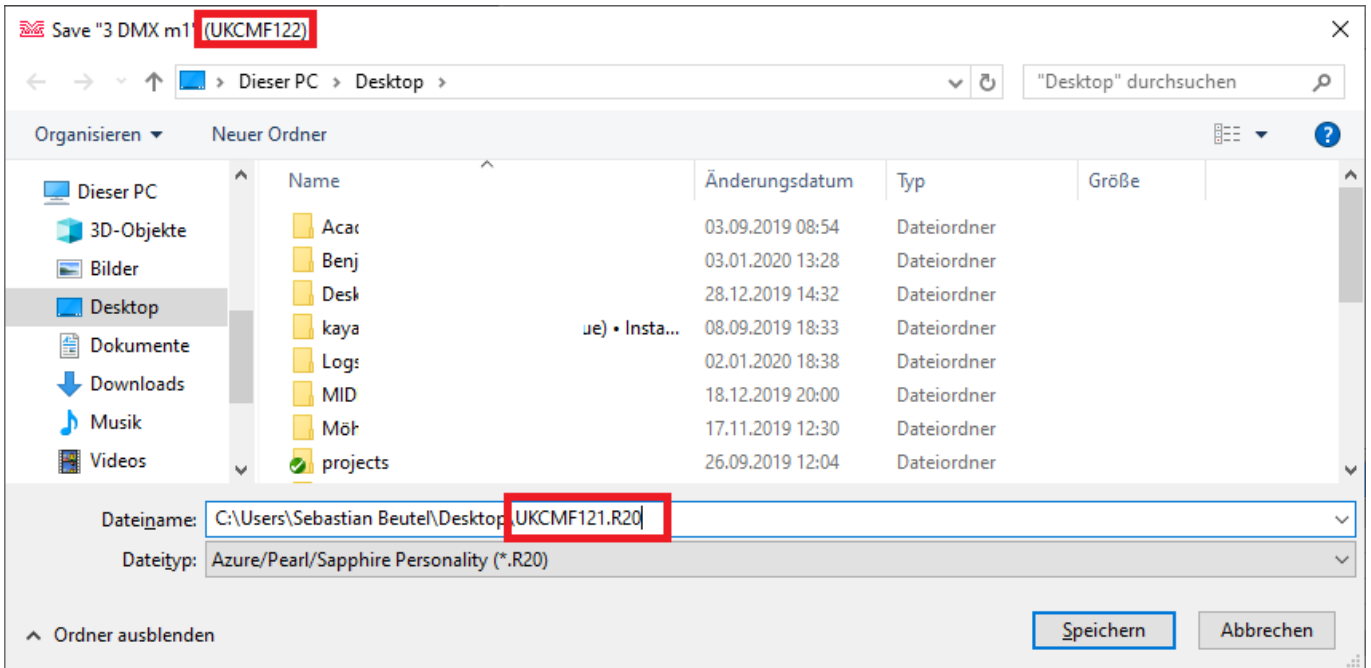 Save "3 DMX m1" (UKCMF122)
Dieser PC > Desktop > "Desktop" durchsuchen
Organisieren Neuer Ordner ?
Name Änderungsdatum Typ Größe
Dieser PC
3D-Objekte
Bilder
Desktop
Dokumente
Downloads
Musik
Videos
03.09.2019 08:54 Dateiordner
Benj 03.01.2020 13:28 Dateiordner
Desk 28.12.2019 14:32 Dateiordner
kaya ue) • Insta... 08.09.2019 18:33 Dateiordner
Logs 02.01.2020 18:38 Dateiordner
MID 18.12.2019 20:00 Dateiordner
Möh 17.11.2019 12:30 Dateiordner
projects 26.09.2019 12:04 Dateiordner
Dateiname: C:\Users\Sebastian Beutel\Desktop\UKCMF121.R20
Dateityp: Azure/Pearl/Sapphire Personality (*.R20)
Ordner ausblenden Speichern Abbrechen